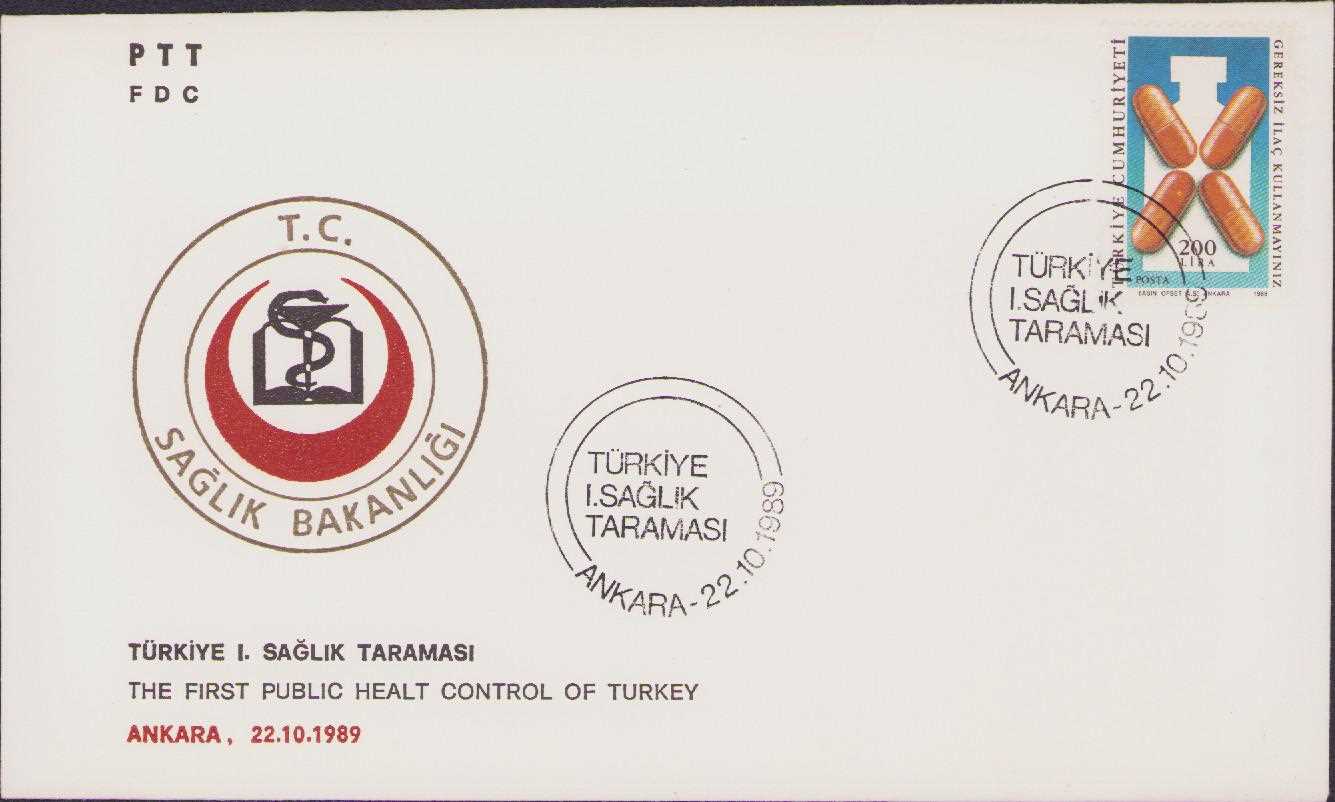 PTT
FDC
TÜRKİYE CUMHURİYETİ
GEREKSİZ İLAÇ KULLANMAYINIZ
200
LİRA
POSTA
OFSET
ANKARA
T.C.
SAĞLIK BAKANLIĞI
TÜRKİYE
I.SAĞLIK
TARAMASI
ANKARA-22.10.1989
TÜRKİYE
I.SAĞLIK
TARAMASI
ANKARA-22.10.1989
TÜRKİYE I. SAĞLIK TARAMASI
THE FIRST PUBLIC HEALT CONTROL OF TURKEY
ANKARA, 22.10.1989